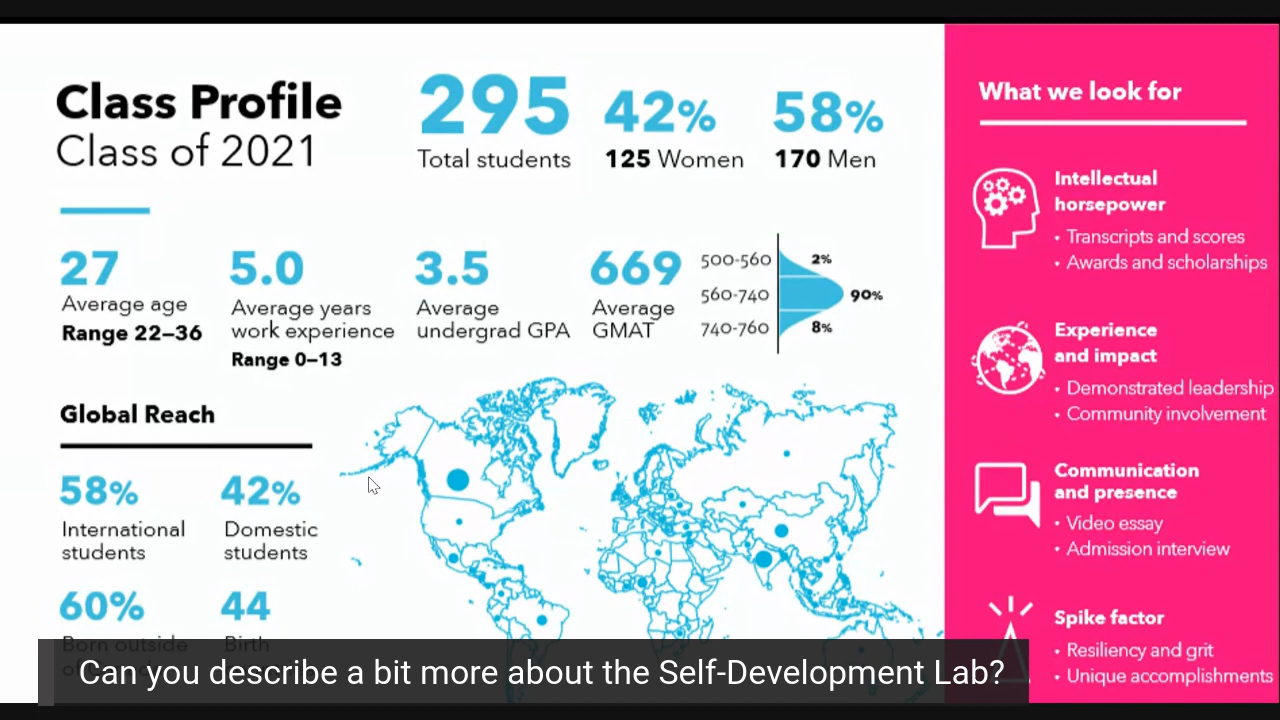 Class Profile
Class of 2021
295
Total students
42%
125 Women
58%
170 Men
27
Average age
Range 22–36
5.0
Average years
work experience
Range 0–13
3.5
Average
undergrad GPA
669
Average
GMAT
500-560 2%
560-740 90%
740-760 8%
Global Reach
58%
International
students
42%
Domestic
students
60%
Born outside
44
Birth
What we look for
Intellectual
horsepower
• Transcripts and scores
• Awards and scholarships
Experience
and impact
• Demonstrated leadership
• Community involvement
Communication
and presence
• Video essay
• Admission interview
Spike factor
• Resiliency and grit
• Unique accomplishments
Can you describe a bit more about the Self-Development Lab?